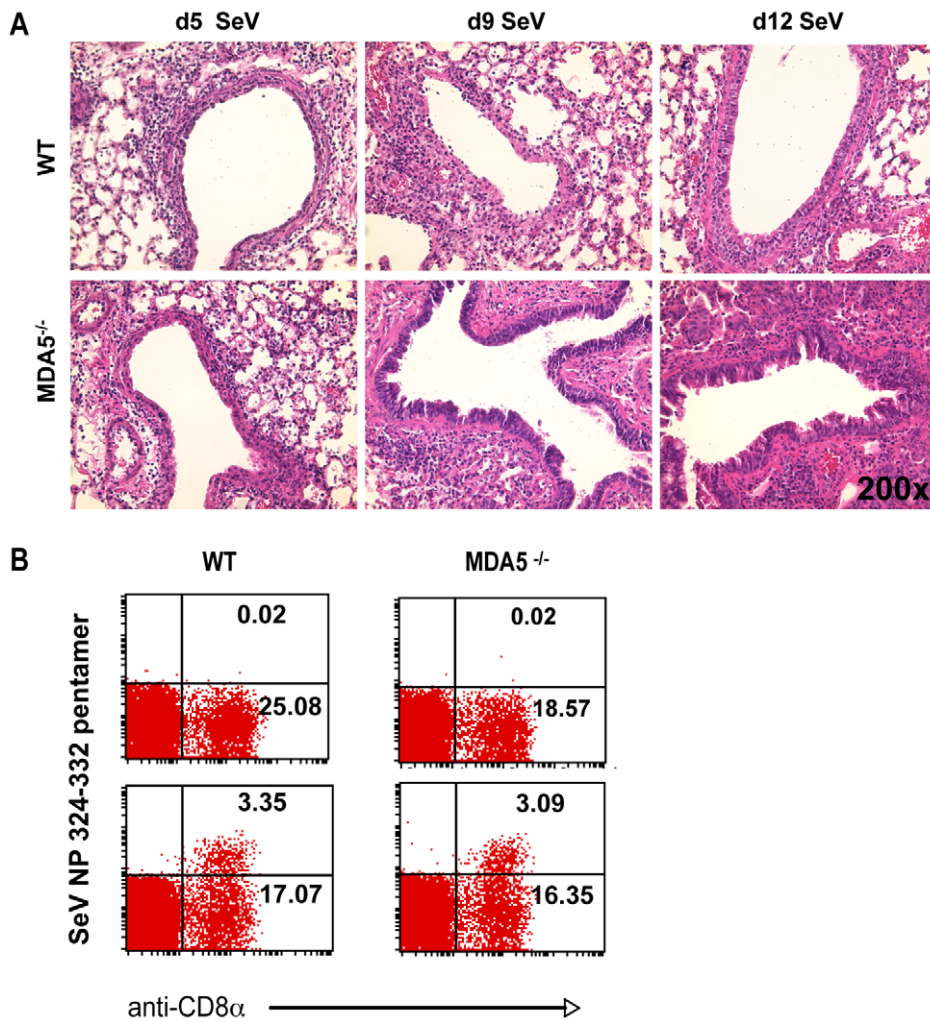 A
d5 SeV
d9 SeV
d12 SeV
WT
MDA5-/-
200x
B
WT
MDA5 -/-
SeV NP 324-332 pentamer
0.02
25.08
0.02
18.57
3.35
17.07
3.09
16.35
anti-CD8α